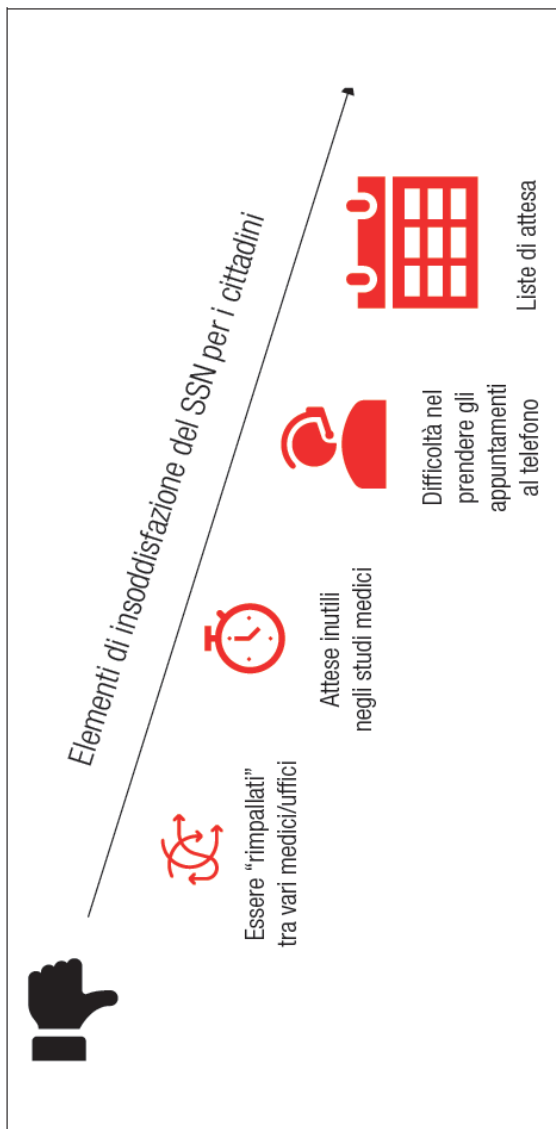 Elementi di insoddisfazione del SSN per i cittadini
Essere “rimpallati”
tra vari medici/uffici
Attese inutili
negli studi medici
Difficoltà nel
prendere gli
appuntamenti
al telefono
Liste di attesa